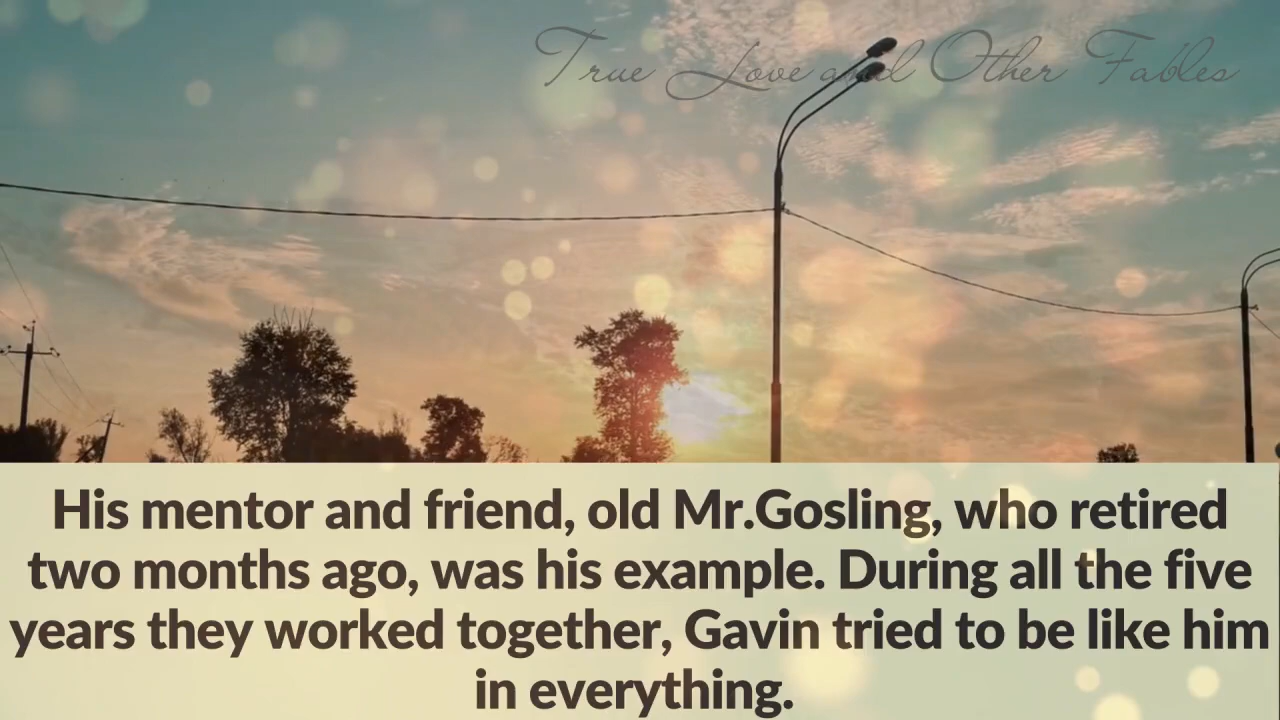 True Love and Other Fables
His mentor and friend, old Mr.Gosling, who retired
two months ago, was his example. During all the five
years they worked together, Gavin tried to be like him
in everything.